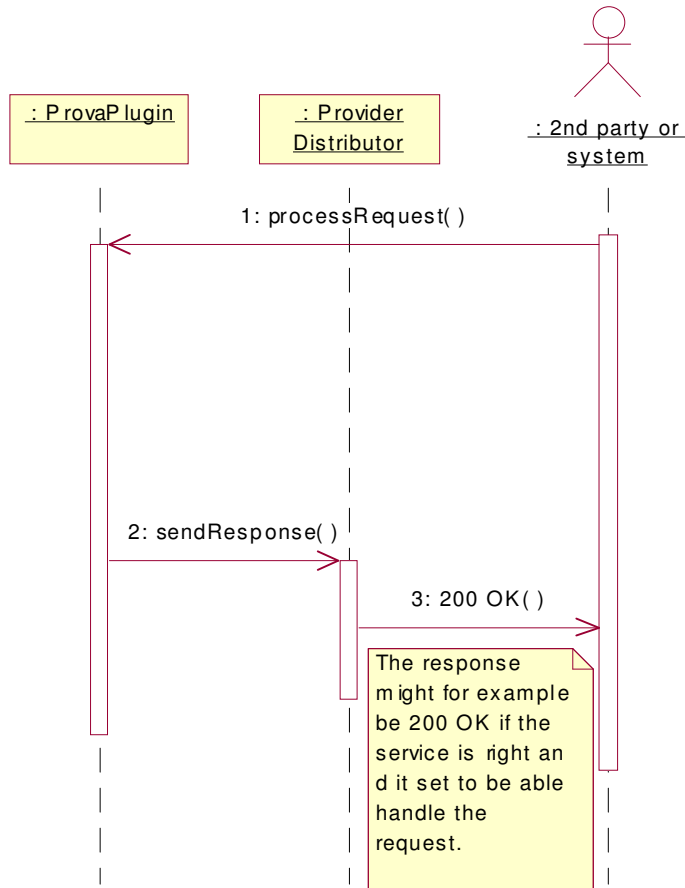 : ProvaPlugin
: Provider
Distributor
: 2nd party or
system
1: processRequest( )
2: sendResponse( )
3: 200 OK( )
The response
might for example
be 200 OK if the
service is right an
d it set to be able
handle the
request.